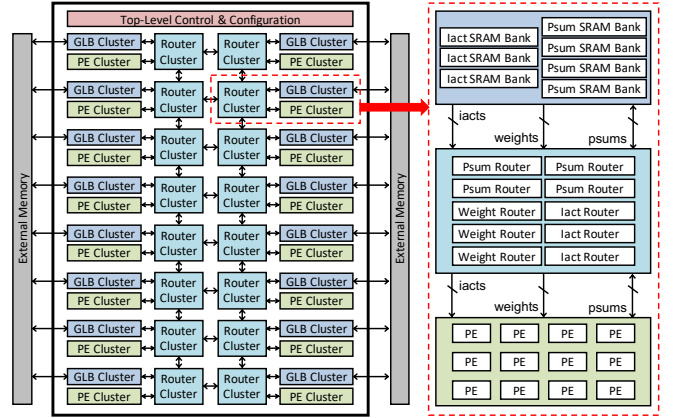 Top-Level Control & Configuration
External Memory
GLB Cluster
PE Cluster
Router
Cluster
Router
Cluster
GLB Cluster
PE Cluster
GLB Cluster
PE Cluster
Router
Cluster
Router
Cluster
GLB Cluster
PE Cluster
GLB Cluster
PE Cluster
Router
Cluster
Router
Cluster
GLB Cluster
PE Cluster
GLB Cluster
PE Cluster
Router
Cluster
Router
Cluster
GLB Cluster
PE Cluster
GLB Cluster
PE Cluster
Router
Cluster
Router
Cluster
GLB Cluster
PE Cluster
GLB Cluster
PE Cluster
Router
Cluster
Router
Cluster
GLB Cluster
PE Cluster
GLB Cluster
PE Cluster
Router
Cluster
Router
Cluster
GLB Cluster
PE Cluster
GLB Cluster
PE Cluster
Router
Cluster
Router
Cluster
GLB Cluster
PE Cluster
External Memory
Iact SRAM Bank
Iact SRAM Bank
Iact SRAM Bank
Psum SRAM Bank
Psum SRAM Bank
Psum SRAM Bank
Psum SRAM Bank
iacts
weights
psums
Psum Router
Psum Router
Psum Router
Psum Router
Weight Router
Iact Router
Weight Router
Iact Router
Weight Router
Iact Router
iacts
weights
psums
PE PE PE PE
PE PE PE PE
PE PE PE PE